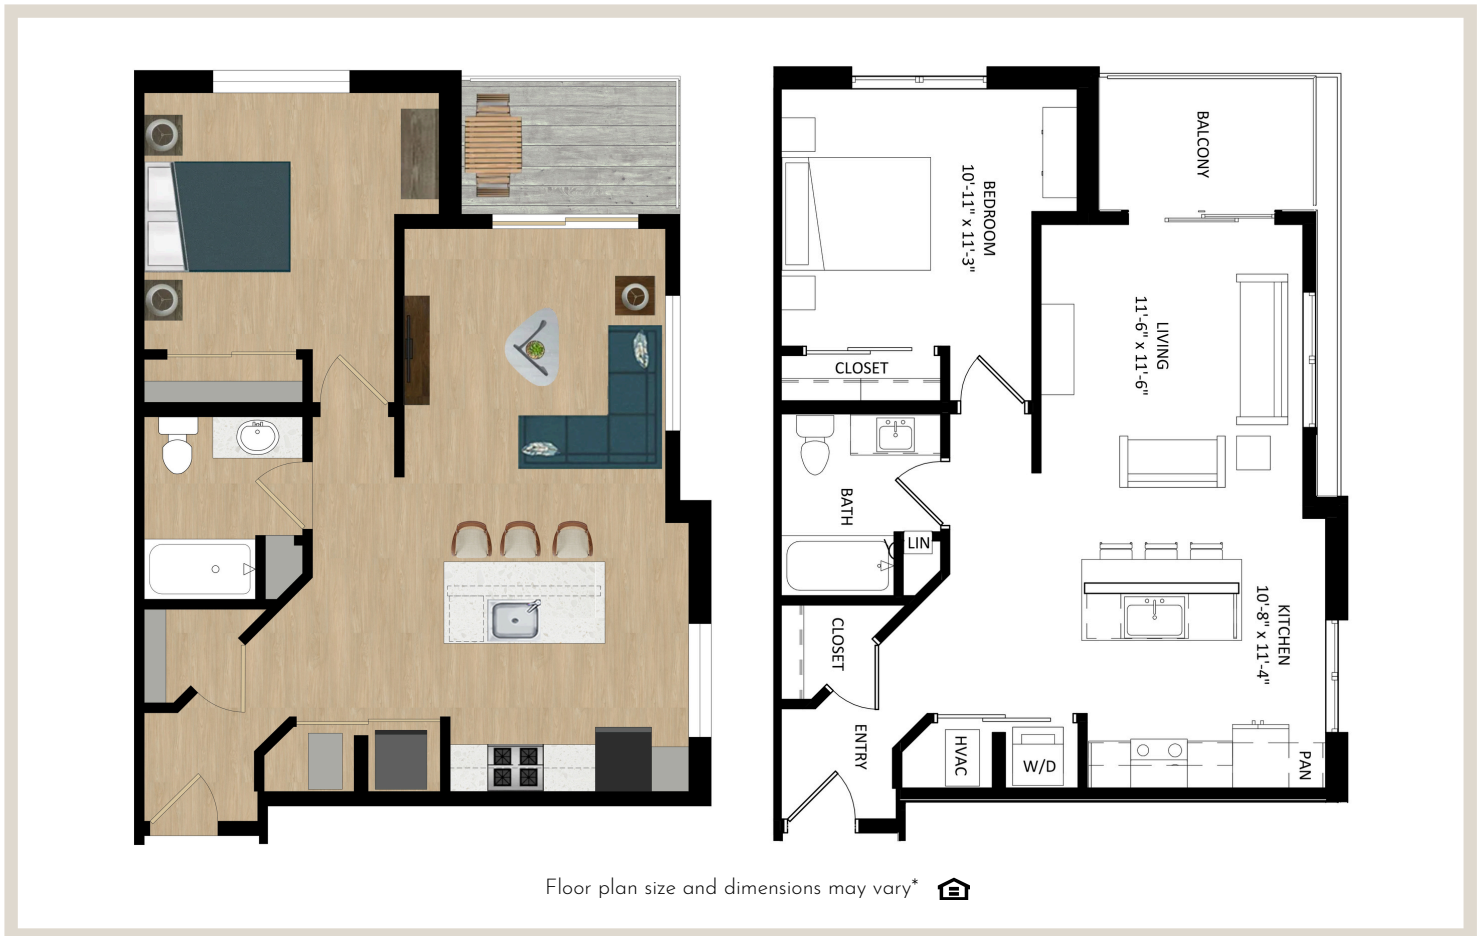 BALCONY
BEDROOM
10'-11" x 11'-3"
LIVING
11'-6" x 11'-6"
CLOSET
BATH
LIN
KITCHEN
10'-8" x 11'-4"
CLOSET
ENTRY
HVAC
W/D
PAN
Floor plan size and dimensions may vary*